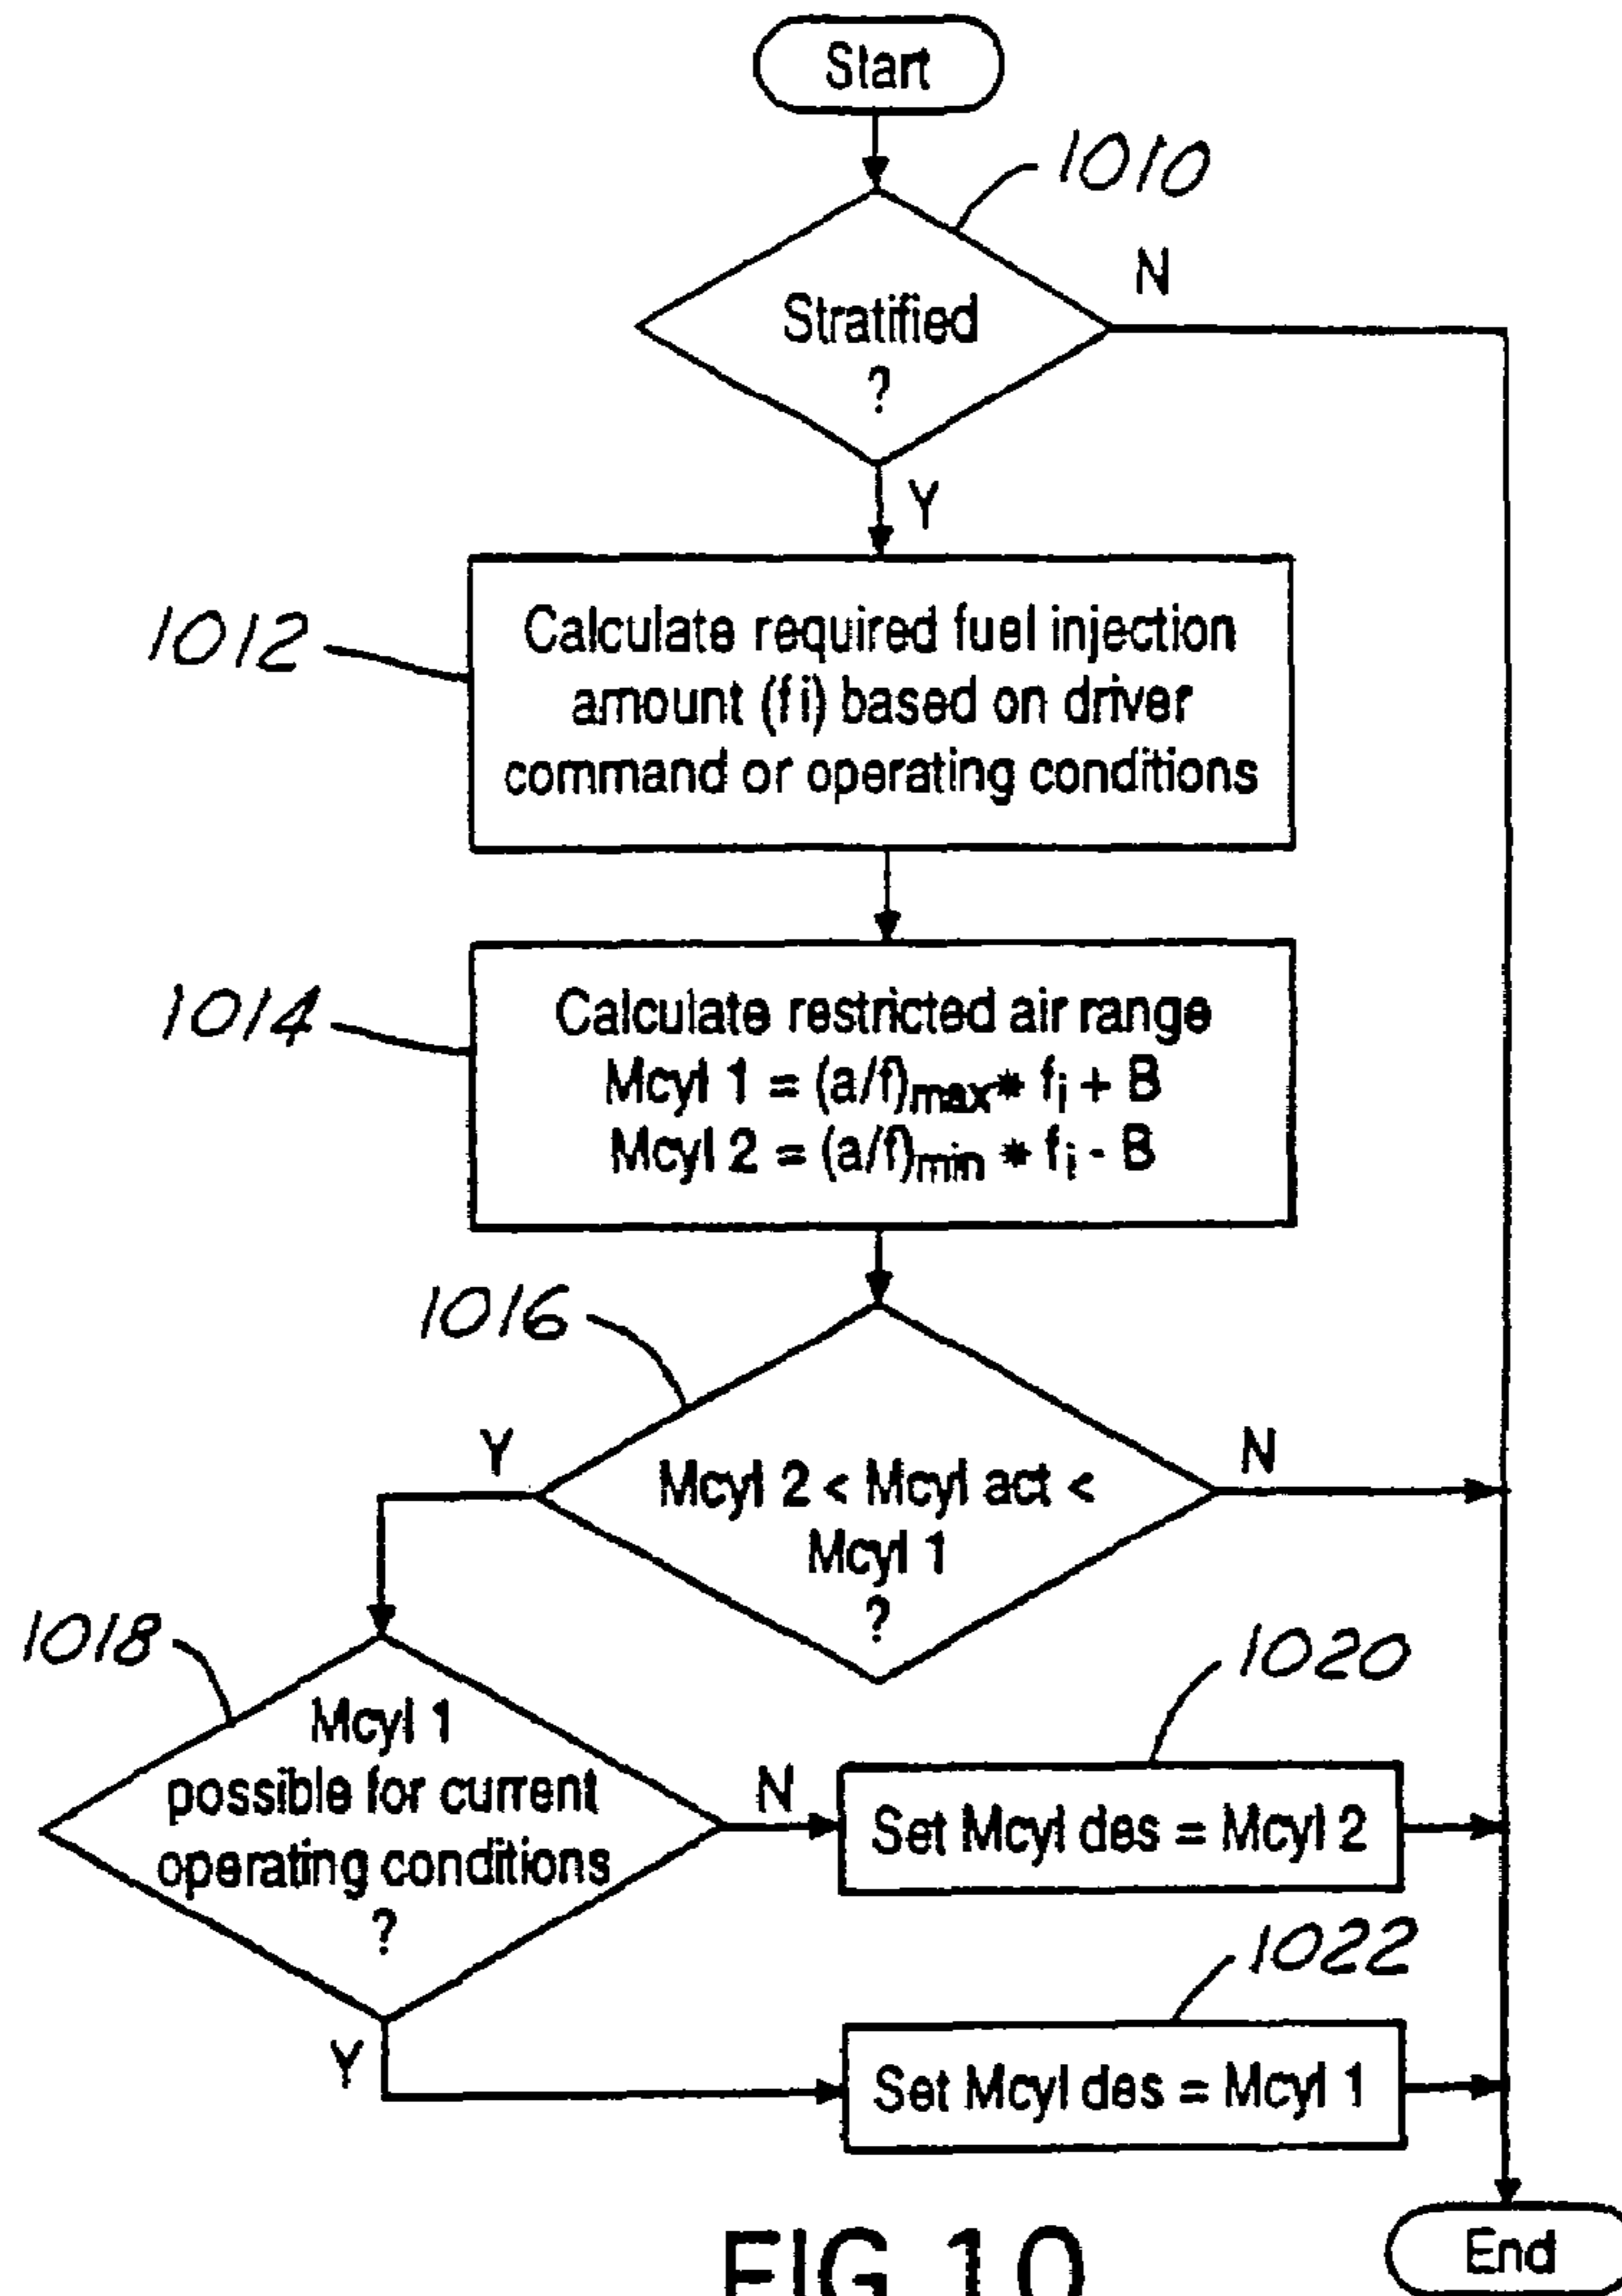 Start
1010
N
Stratified
?
Y
1012
Calculate required fuel injection
amount (fi) based on driver
command or operating conditions
1014
Calculate restricted air range
Mcyl 1 = (a/f)max* fi + B
Mcyl 2 = (a/f)min * fi - B
1016
Y
N
Mcyl 2 < Mcyl act <
Mcyl 1
?
1018
Mcyl 1
possible for current
operating conditions
?
N
1020
Set Mcyl des = Mcyl 2
1022
Y
Set Mcyl des = Mcyl 1
End
FIG.10